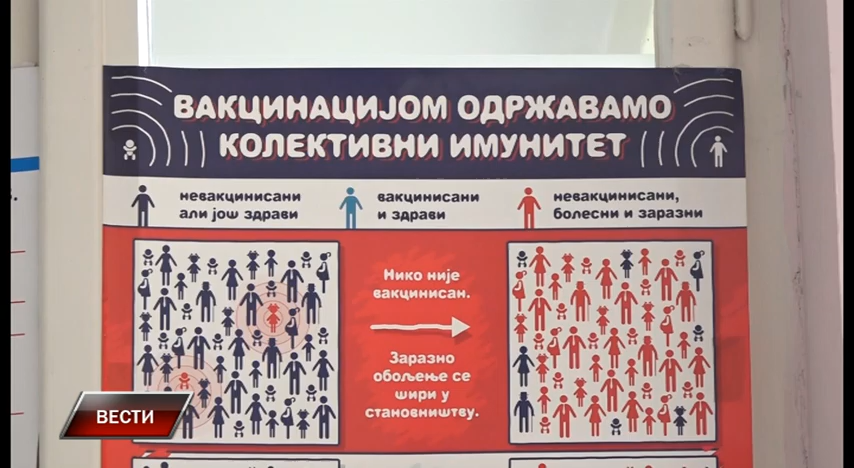 ВАКЦИНАЦИЈОМ ОДРЖАВАМО
КОЛЕКТИВНИ ИМУНИТЕТ
невакцинисани
али још здрави
вакцинисани
и здрави
невакцинисани,
болесни и заразни
Нико није
вакцинисан.
Заразно
обољење се
шири у
становништву.
ВЕСТИ